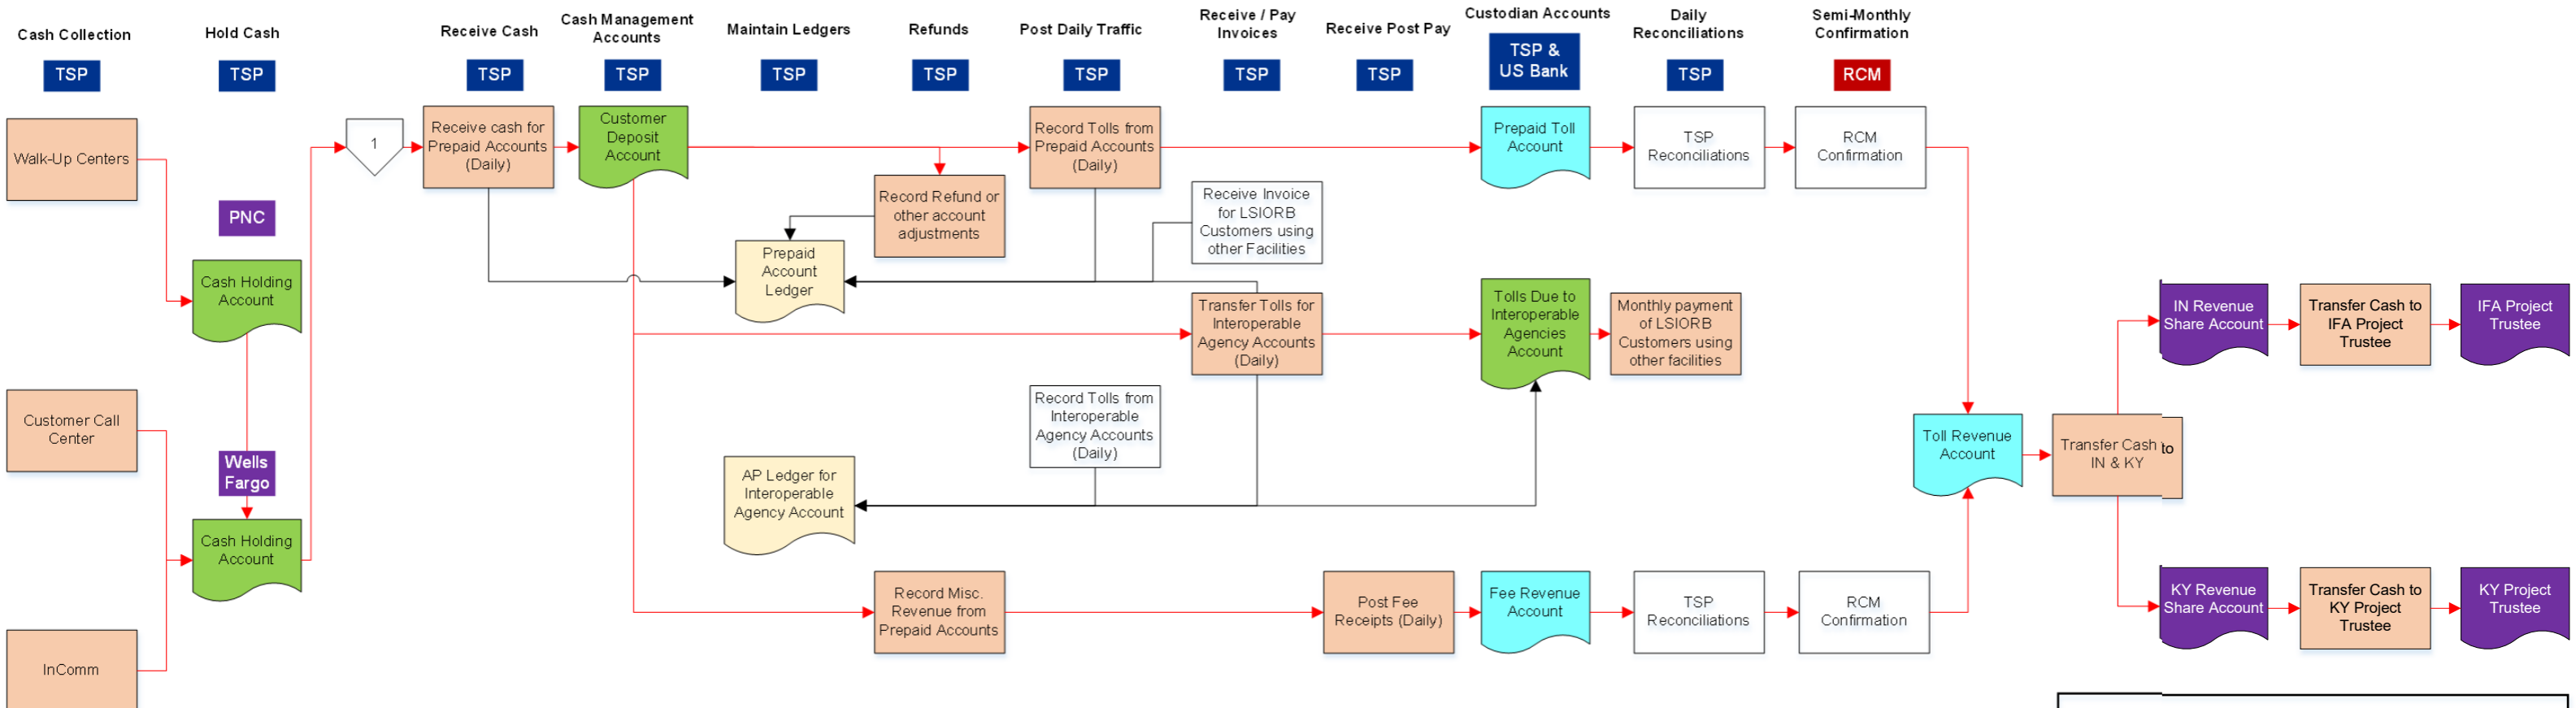 Cash Collection
TSP
Hold Cash
TSP
Receive Cash
TSP
Cash Management
Accounts
TSP
Maintain Ledgers
TSP
Refunds
TSP
Post Daily Traffic
TSP
Receive / Pay
Invoices
TSP
Receive Post Pay
TSP
Custodian Accounts
TSP &
US Bank
Daily
Reconciliations
TSP
Semi-Monthly
Confirmation
RCM
Walk-Up Centers
1
Receive cash for
Prepaid Accounts
(Daily)
Customer
Deposit
Account
Record Tolls from
Prepaid Accounts
(Daily)
Prepaid Toll
Account
TSP
Reconciliations
RCM
Confirmation
PNC
Record Refund or
other account
adjustments
Receive Invoice
for LSIORB
Customers using
other Facilities
Cash Holding
Account
Prepaid
Account
Ledger
Transfer Tolls for
Interoperable
Agency Accounts
(Daily)
Tolls Due to
Interoperable
Agencies
Account
Monthly payment
of LSIORB
Customers using
other facilities
IN Revenue
Share Account
Transfer Cash to
IFA Project
Trustee
IFA Project
Trustee
Customer Call
Center
Record Tolls from
Interoperable
Agency Accounts
(Daily)
Toll Revenue
Account
Transfer Cash to
IN & KY
Wells
Fargo
AP Ledger for
Interoperable
Agency Account
Cash Holding
Account
Record Misc.
Revenue from
Prepaid Accounts
Post Fee
Receipts (Daily)
Fee Revenue
Account
TSP
Reconciliations
RCM
Confirmation
KY Revenue
Share Account
Transfer Cash to
KY Project
Trustee
KY Project
Trustee
InComm